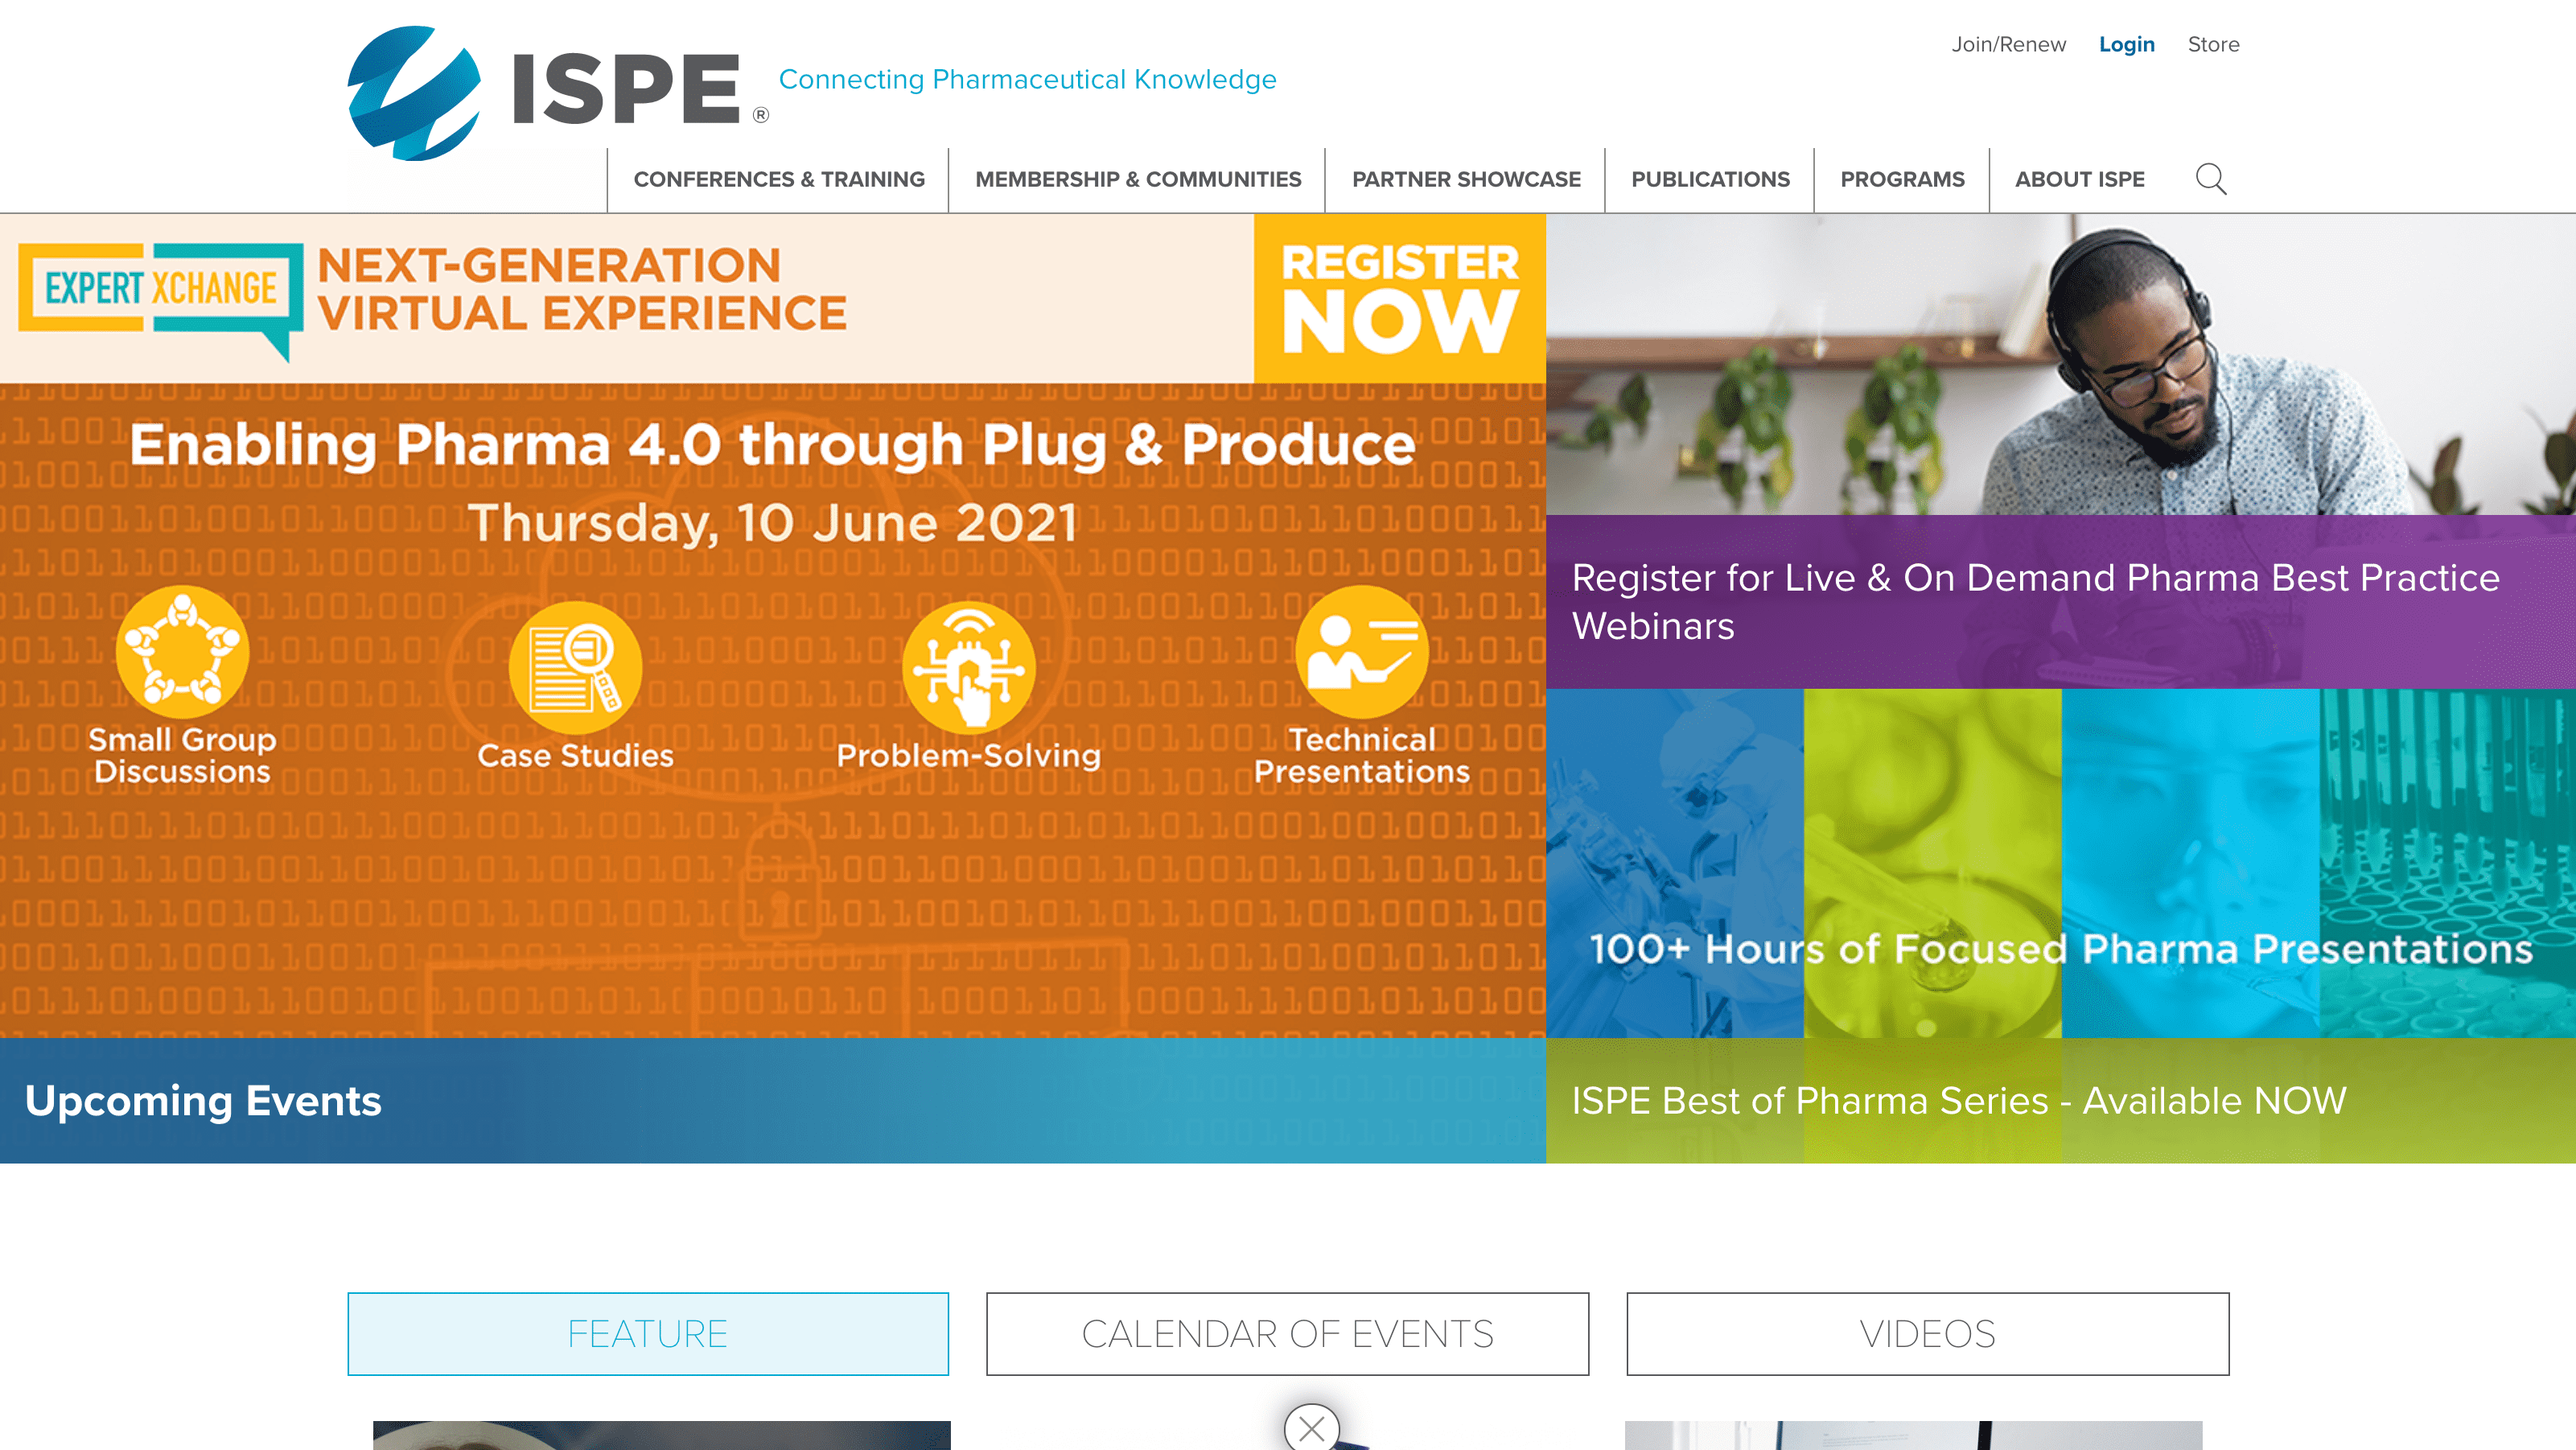 Join/Renew Login Store
ISPE®
Connecting Pharmaceutical Knowledge
CONFERENCES & TRAINING
MEMBERSHIP & COMMUNITIES
PARTNER SHOWCASE
PUBLICATIONS
PROGRAMS
ABOUT ISPE
EXPERT XCHANGE
NEXT-GENERATION
VIRTUAL EXPERIENCE
REGISTER
NOW
Enabling Pharma 4.0 through Plug & Produce
Thursday, 10 June 2021
Small Group
Discussions
Case Studies
Problem-Solving
Technical
Presentations
Upcoming Events
Register for Live & On Demand Pharma Best Practice
Webinars
100+ Hours of Focused Pharma Presentations
ISPE Best of Pharma Series - Available NOW
FEATURE
CALENDAR OF EVENTS
VIDEOS